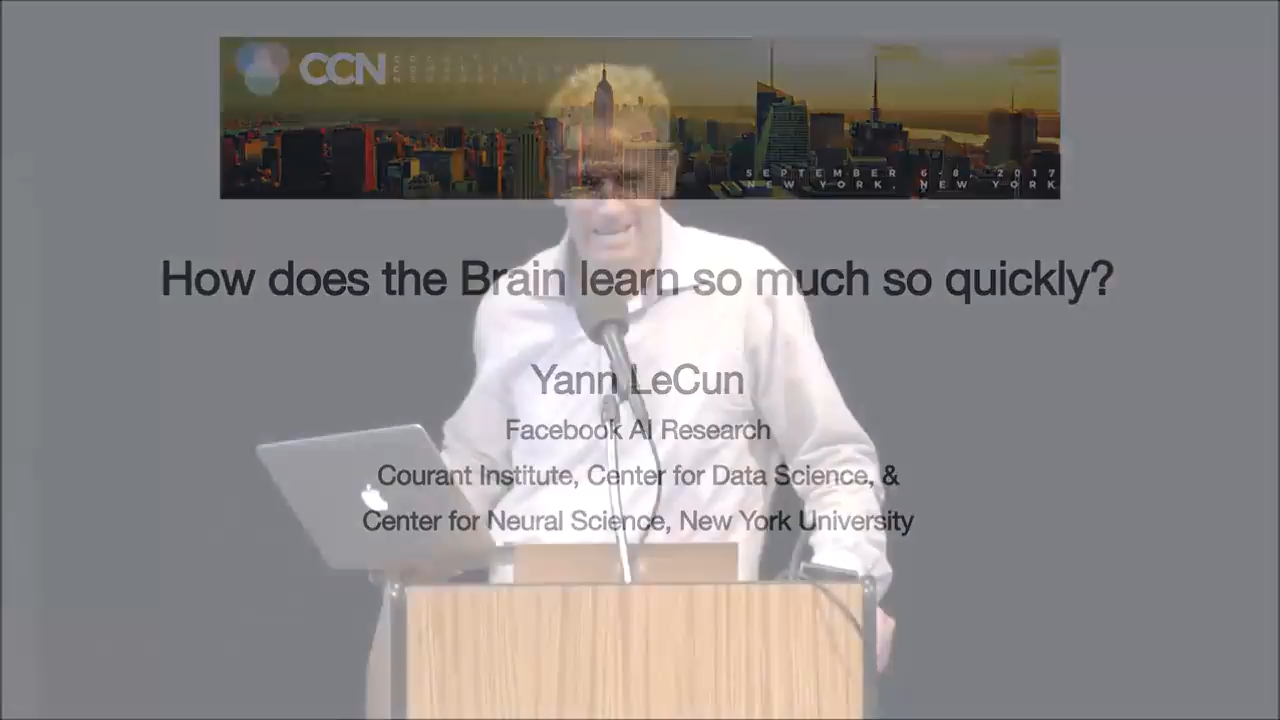 CCN
SEPTEMBER 6-8, 2017
NEW YORK, NEW YORK
How does the Brain learn so much so quickly?
Yann LeCun
Facebook AI Research
Courant Institute, Center for Data Science, &
Center for Neural Science, New York University